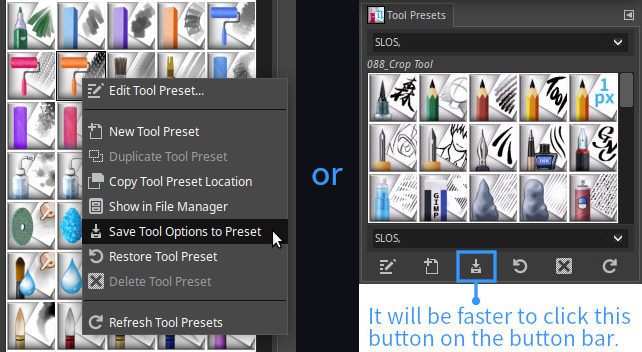 Edit Tool Preset...
New Tool Preset
Duplicate Tool Preset
Copy Tool Preset Location
Show in File Manager
Save Tool Options to Preset
Restore Tool Preset
Delete Tool Preset
Refresh Tool Presets
or
Tool Presets
SLOS,
088_Crop Tool
1
px
INK
GIMP
SLOS,
It will be faster to click this
button on the button bar.